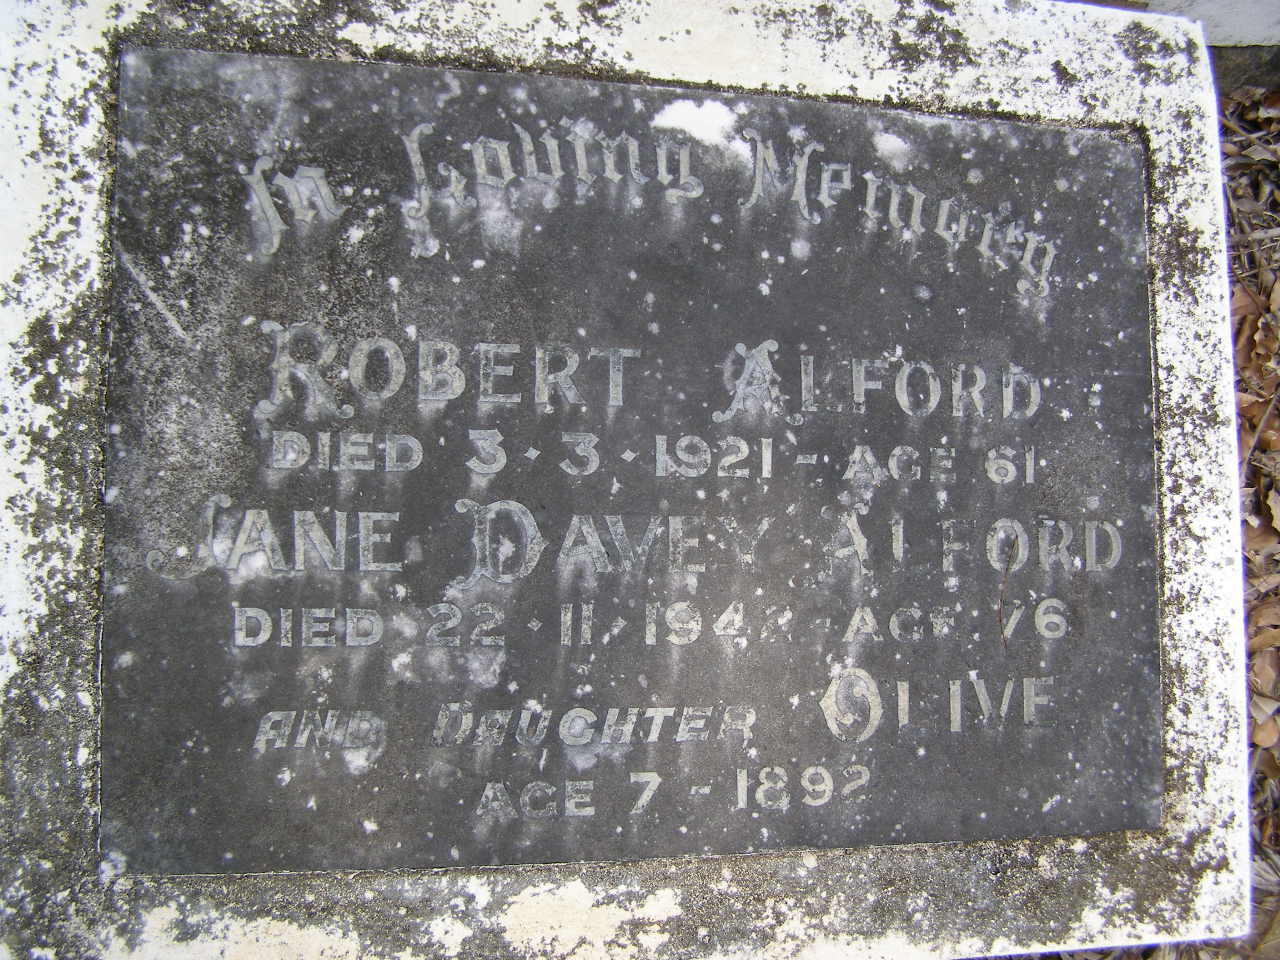 In Loving Memory
ROBERT ALFORD
DIED 3.3.1921 - AGE 61
JANE DAVEY ALFORD
DIED 22.11.1942 - AGE 76
AND DAUGHTER OLIVE
AGE 7 - 1892